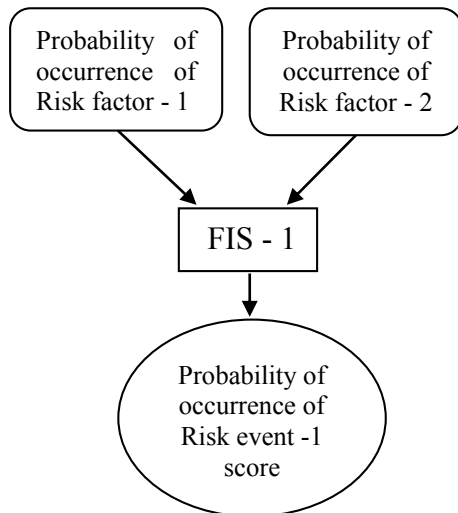 Probability of
occurrence of
Risk factor - 1
Probability of
occurrence of
Risk factor - 2
FIS - 1
Probability of
occurrence of
Risk event -1
score